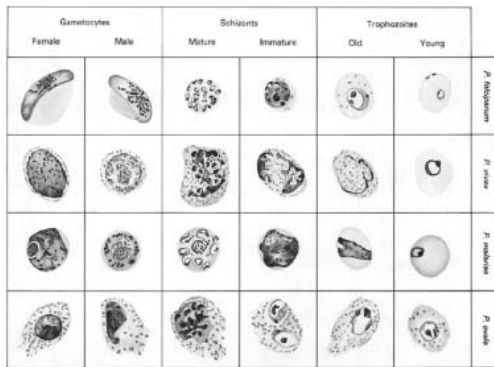 Gametocytes Schizonts Trophozoites
Female Male Mature Immature Old Young
P. falciparum
P. vivax
P. malariae
P. ovale